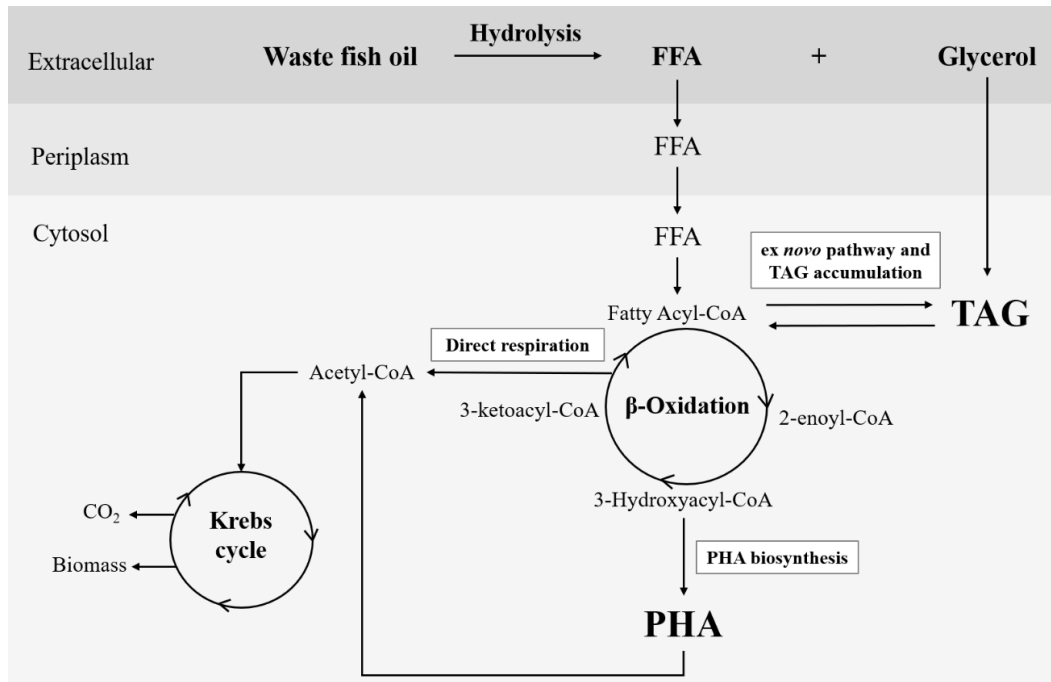 Hydrolysis
Extracellular Waste fish oil FFA + Glycerol
Periplasm FFA
Cytosol FFA
ex novo pathway and
TAG accumulation
Fatty Acyl-CoA TAG
Direct respiration
Acetyl-CoA
3-ketoacyl-CoA β-Oxidation 2-enoyl-CoA
3-Hydroxyacyl-CoA
CO₂ Krebs
cycle
Biomass
PHA biosynthesis
PHA